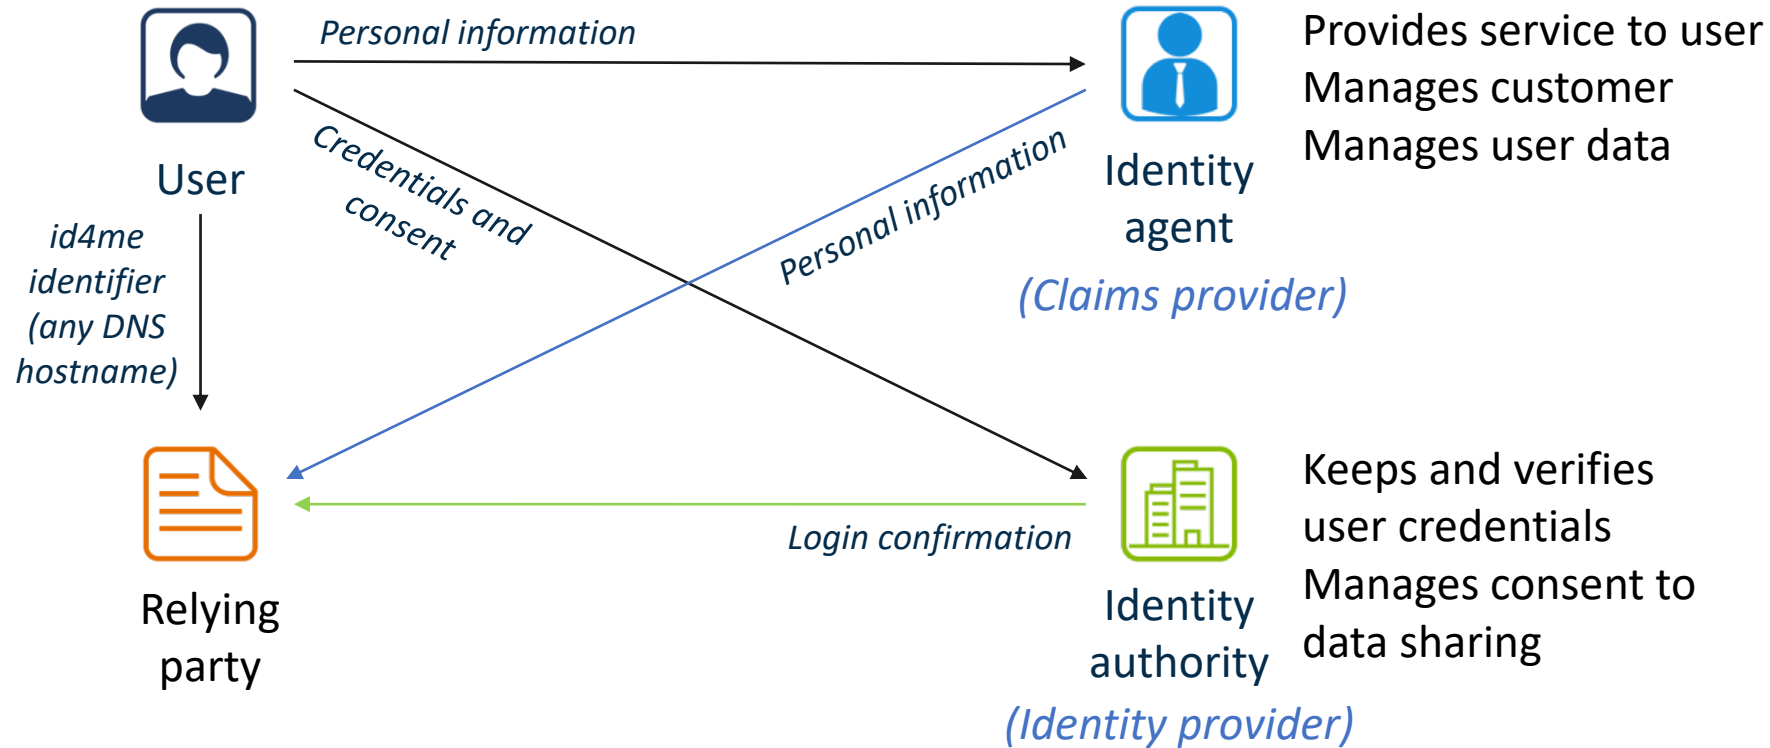 Personal information
Provides service to user
Manages customer
Manages user data
User
Credentials and
consent
Personal information
Identity
agent
(Claims provider)
id4me
identifier
(any DNS
hostname)
Login confirmation
Relying
party
Identity
authority
(Identity provider)
Keeps and verifies
user credentials
Manages consent to
data sharing